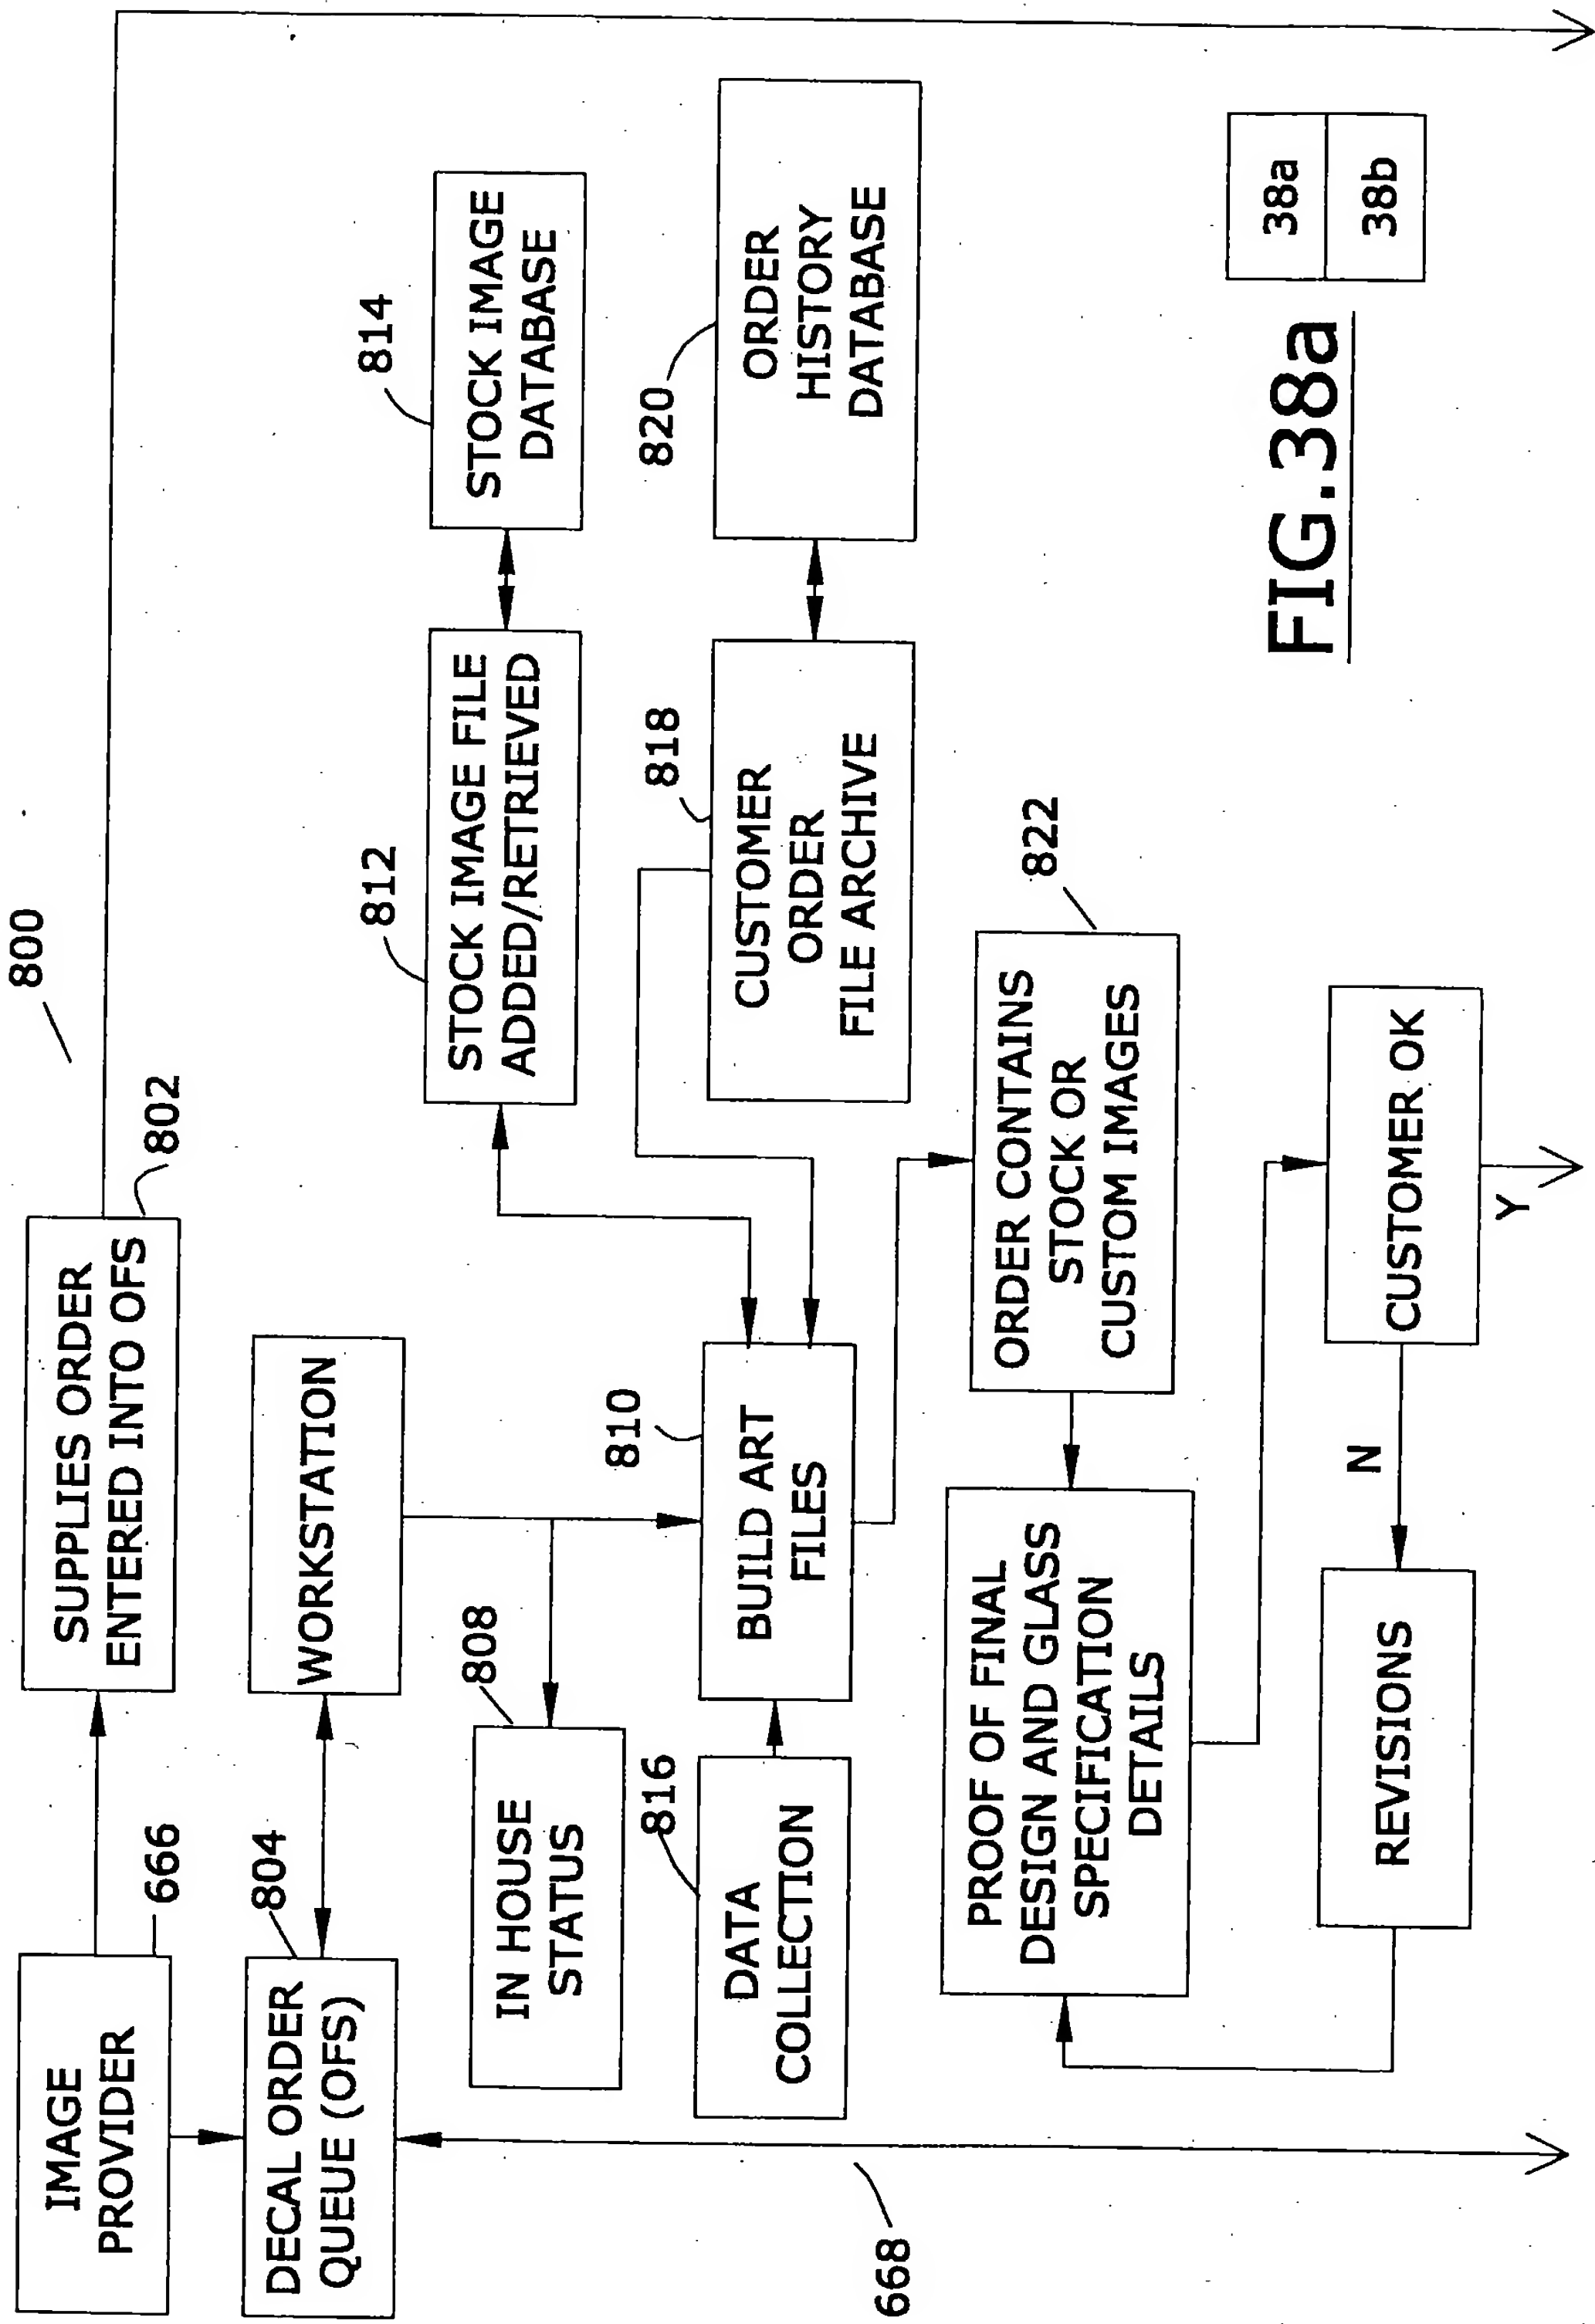 800
IMAGE
PROVIDER
666
SUPPLIES ORDER
ENTERED INTO OFS
802
DECAL ORDER
QUEUE (OFS)
804
WORKSTATION
668
IN HOUSE
STATUS
808
STOCK IMAGE FILE
ADDED/RETRIEVED
812
STOCK IMAGE
DATABASE
814
DATA
COLLECTION
816
BUILD ART
FILES
810
CUSTOMER
ORDER
FILE ARCHIVE
818
ORDER
HISTORY
DATABASE
820
PROOF OF FINAL
DESIGN AND GLASS
SPECIFICATION
DETAILS
ORDER CONTAINS
STOCK OR
CUSTOM IMAGES
822
REVISIONS
N
CUSTOMER OK
Y
FIG.38a
38a
38b